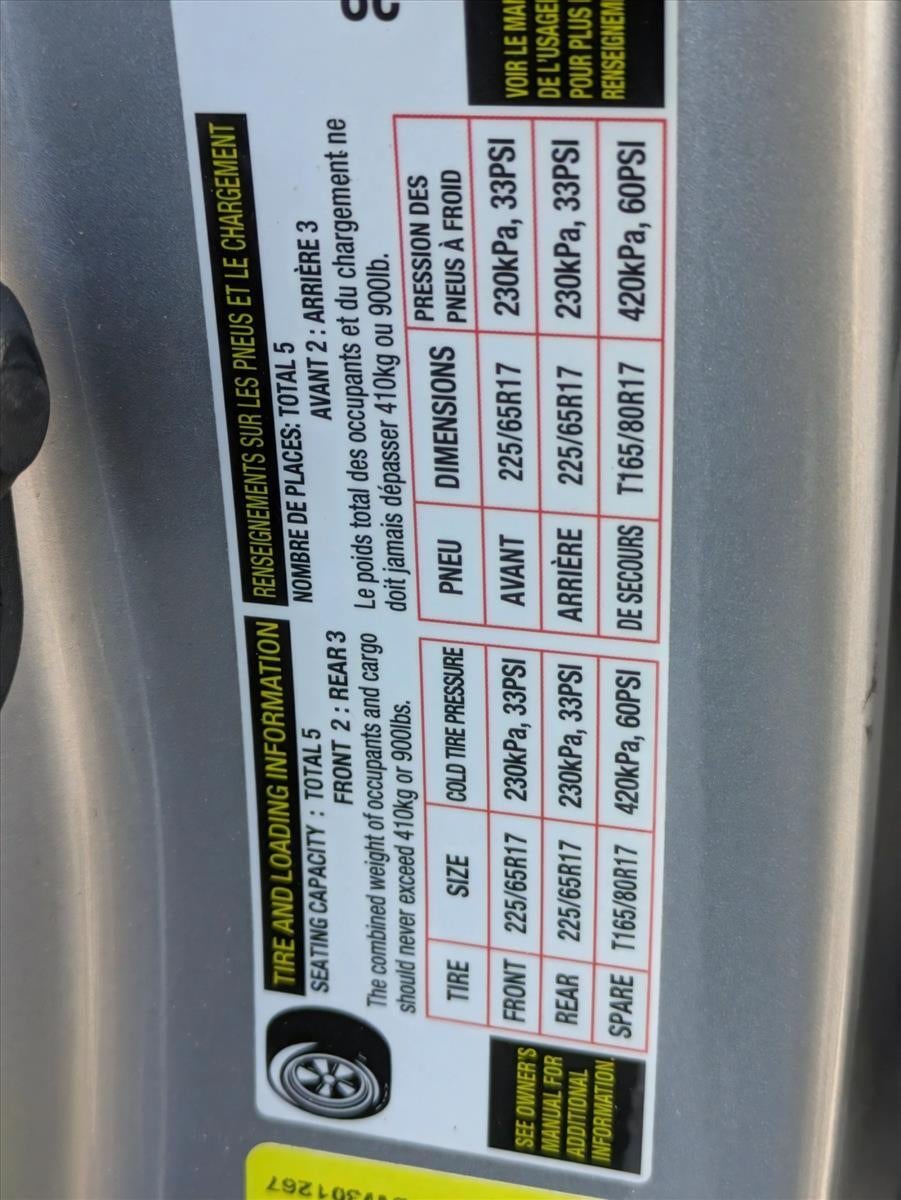 TIRE AND LOADING INFORMATION
SEATING CAPACITY : TOTAL 5
FRONT 2 : REAR 3
The combined weight of occupants and cargo
should never exceed 410kg or 900lbs.
TIRE SIZE COLD TIRE PRESSURE
FRONT 225/65R17 230kPa, 33PSI
REAR 225/65R17 230kPa, 33PSI
SPARE T165/80R17 420kPa, 60PSI
SEE OWNER'S
MANUAL FOR
ADDITIONAL
INFORMATION.
RENSEIGNEMENTS SUR LES PNEUS ET LE CHARGEMENT
NOMBRE DE PLACES: TOTAL 5
AVANT 2 : ARRIÈRE 3
Le poids total des occupants et du chargement ne
doit jamais dépasser 410kg ou 900lb.
PNEU DIMENSIONS PRESSION DES
PNEUS À FROID
AVANT 225/65R17 230kPa, 33PSI
ARRIÈRE 225/65R17 230kPa, 33PSI
DE SECOURS T165/80R17 420kPa, 60PSI
VOIR LE
DE L'USAGE
POUR PLUS
RENSEIGNEM
301267